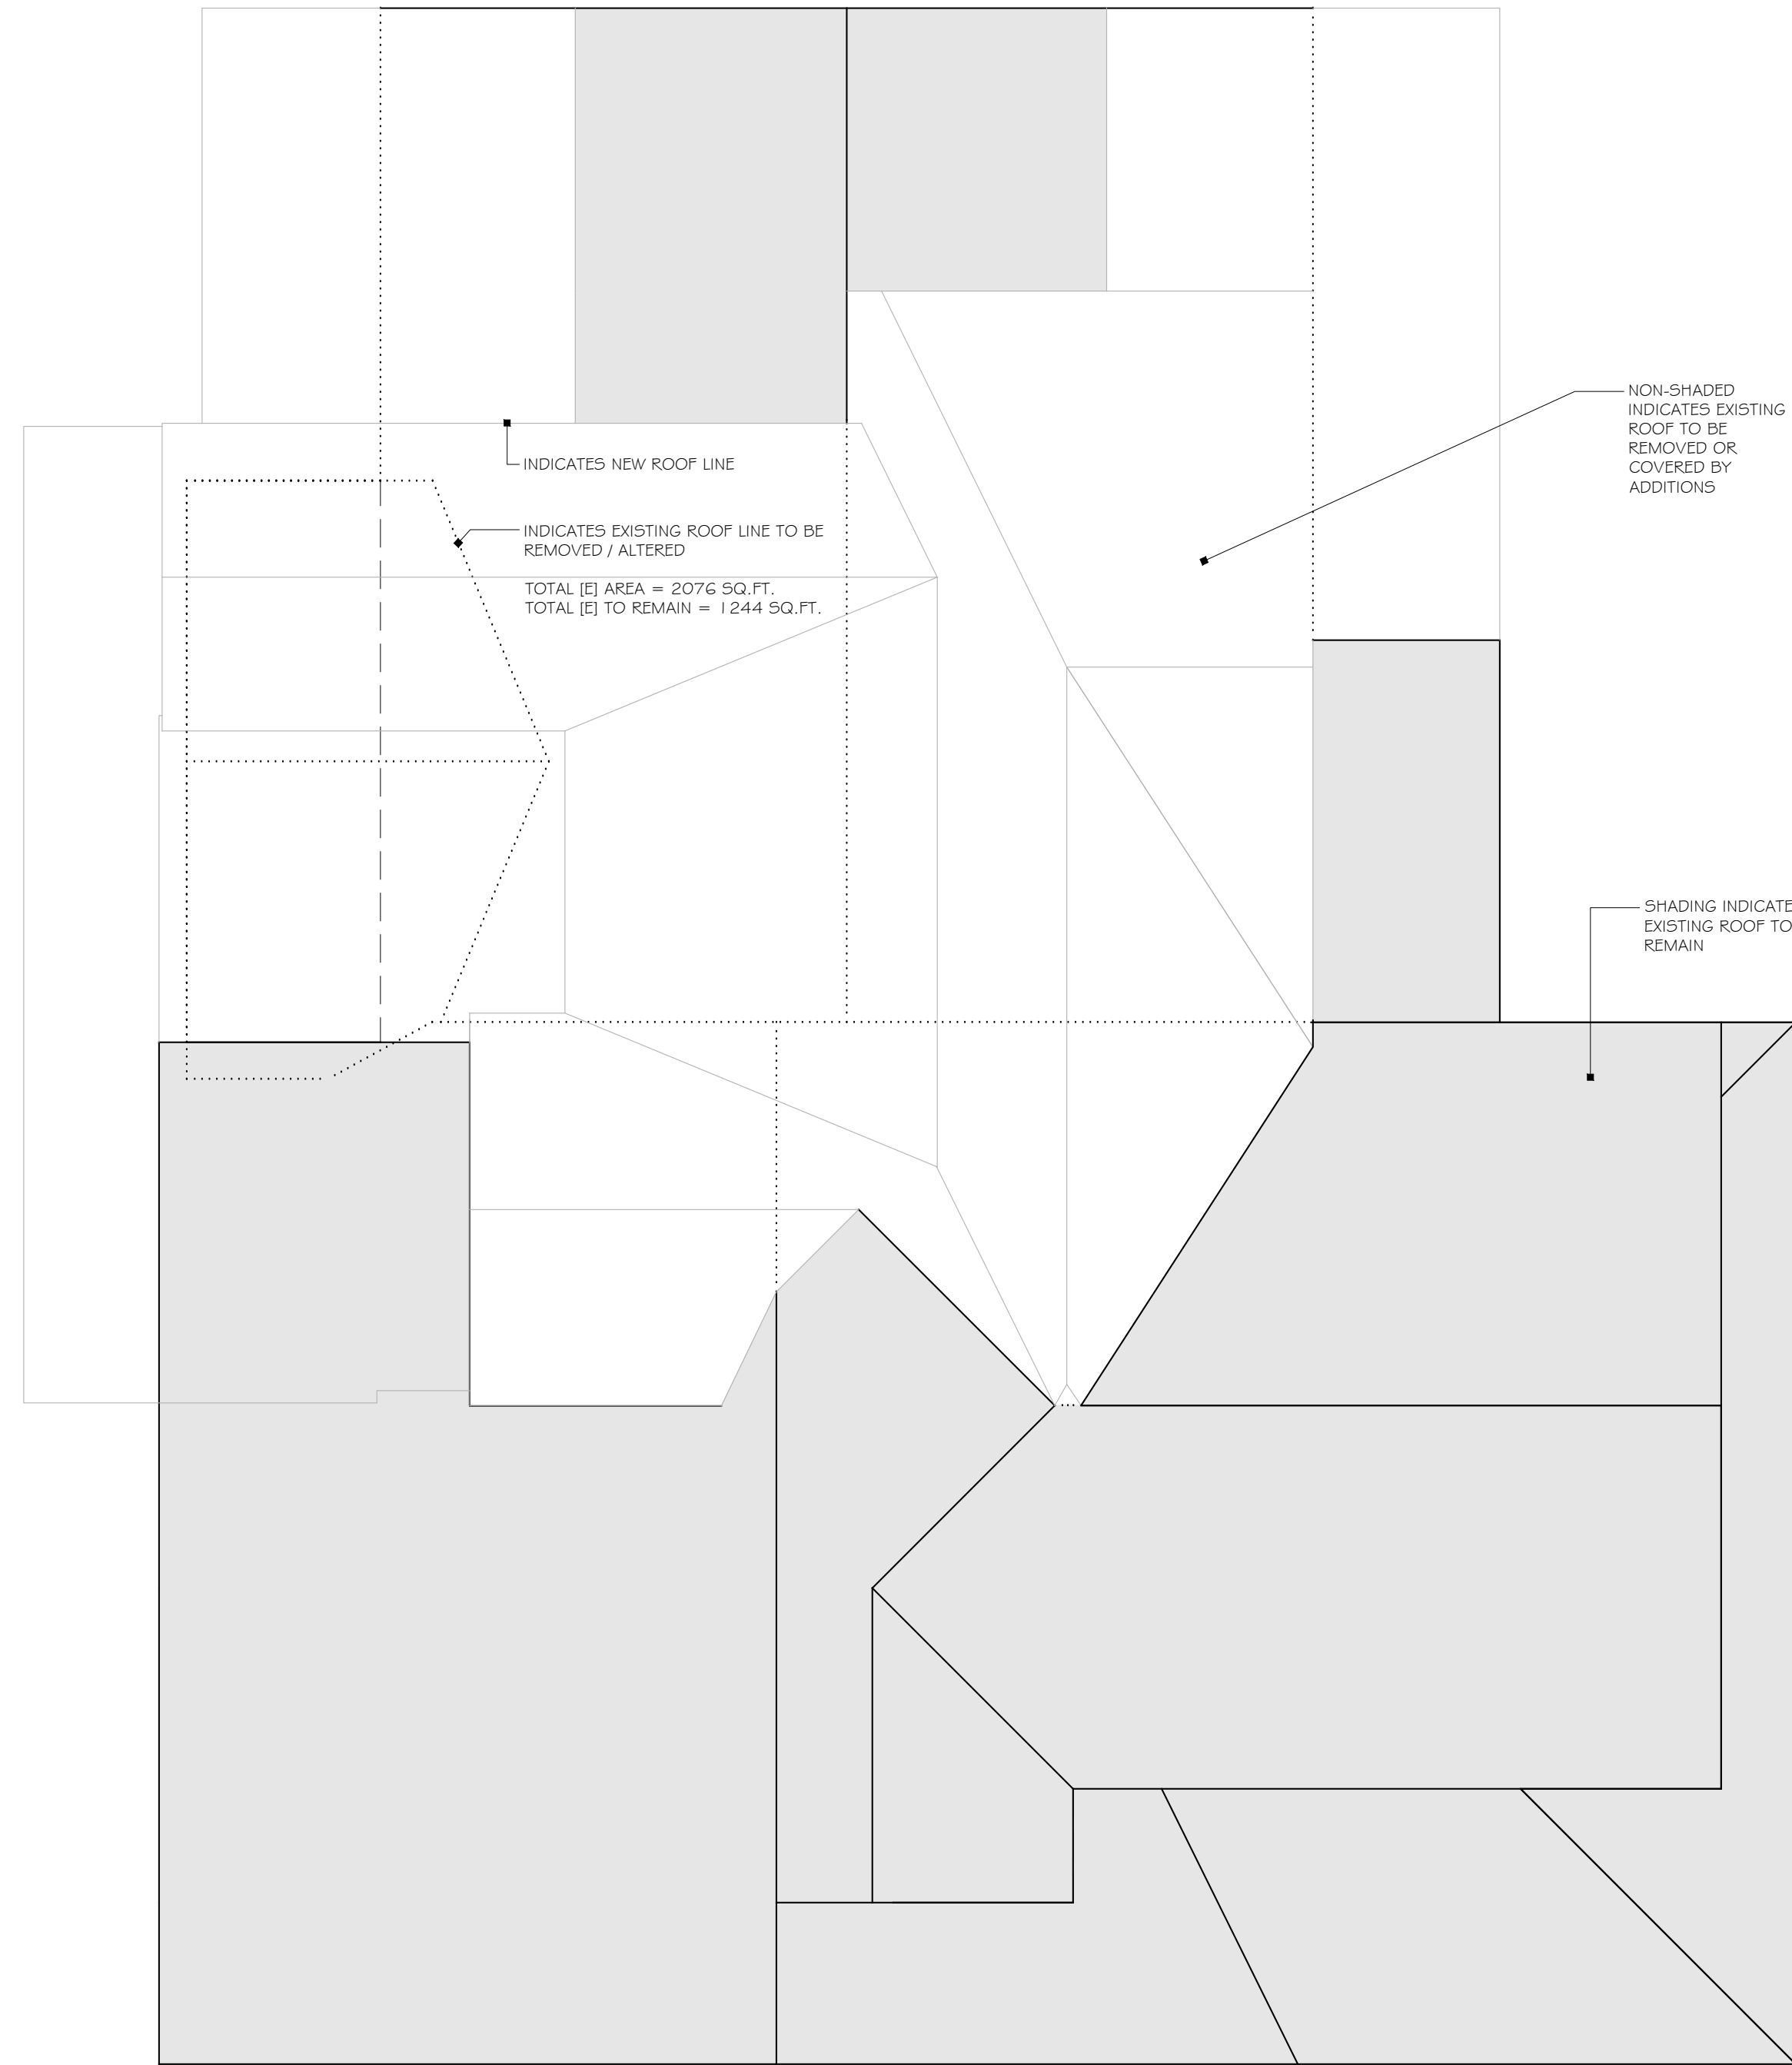 NON-SHADED
INDICATES EXISTING
ROOF TO BE
REMOVED OR
COVERED BY
ADDITIONS
INDICATES NEW ROOF LINE
INDICATES EXISTING ROOF LINE TO BE
REMOVED / ALTERED
TOTAL [E] AREA = 2076 SQ.FT.
TOTAL [E] TO REMAIN = 1244 SQ.FT.
SHADING INDICATE
EXISTING ROOF TO
REMAIN